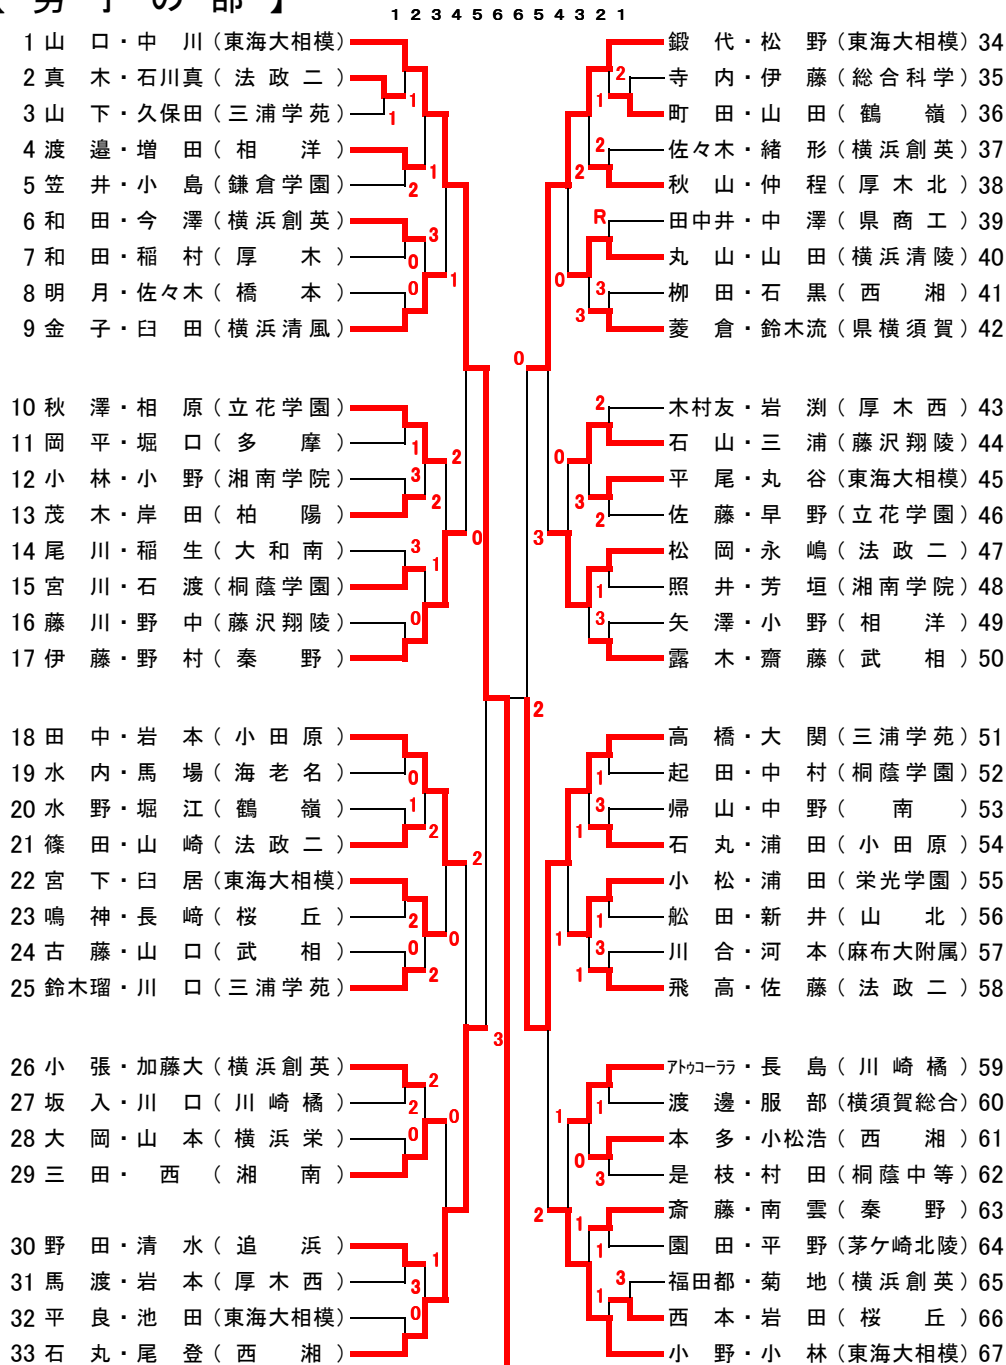 【 男 子 の 部 】
1 2 3 4 5 6 6 5 4 3 2 1
1 山 口・中 川 (東海大相模)
2 真 木・石川真 (法 政 二)
3 山 下・久保田 (三浦学苑)
4 渡 邉・増 田 (相 洋)
5 笠 井・小 島 (鎌倉学園)
6 和 田・今 澤 (横浜創英)
7 和 田・稲 村 (厚 木)
8 明 月・佐々木 (橋 本)
9 金 子・臼 田 (横浜清風)
10 秋 澤・相 原 (立花学園)
11 岡 平・堀 口 (多 摩)
12 小 林・小 野 (湘南学院)
13 茂 木・岸 田 (柏 陽)
14 尾 川・稲 生 (大 和 南)
15 宮 川・石 渡 (桐蔭学園)
16 藤 川・野 中 (藤沢翔陵)
17 伊 藤・野 村 (秦 野)
18 田 中・岩 本 (小 田 原)
19 水 内・馬 場 (海 老 名)
20 水 野・堀 江 (鶴 嶺)
21 篠 田・山 崎 (法 政 二)
22 宮 下・臼 居 (東海大相模)
23 鳴 神・長 﨑 (桜 丘)
24 古 藤・山 口 (武 相)
25 鈴木瑠・川 口 (三浦学苑)
26 小 張・加藤大 (横浜創英)
27 坂 入・川 口 (川 崎 橘)
28 大 岡・山 本 (横 浜 栄)
29 三 田・ 西 (湘 南)
30 野 田・清 水 (追 浜)
31 馬 渡・岩 本 (厚 木 西)
32 平 良・池 田 (東海大相模)
33 石 丸・尾 登 (西 湘)
鍛 代・松 野 (東海大相模) 34
寺 内・伊 藤 (総合科学) 35
町 田・山 田 (鶴 嶺) 36
佐々木・緒 形 (横浜創英) 37
秋 山・仲 程 (厚 木 北) 38
田中井・中 澤 (県 商 工) 39
丸 山・山 田 (横浜清陵) 40
栁 田・石 黒 (西 湘) 41
菱 倉・鈴木流 (県横須賀) 42
木村友・岩 渕 (厚 木 西) 43
石 山・三 浦 (藤沢翔陵) 44
平 尾・丸 谷 (東海大相模) 45
佐 藤・早 野 (立花学園) 46
松 岡・永 嶋 (法 政 二) 47
照 井・芳 垣 (湘南学院) 48
矢 澤・小 野 (相 洋) 49
露 木・齋 藤 (武 相) 50
高 橋・大 関 (三浦学苑) 51
起 田・中 村 (桐蔭学園) 52
帰 山・中 野 (南) 53
石 丸・浦 田 (小 田 原) 54
小 松・浦 田 (栄光学園) 55
舩 田・新 井 (山 北) 56
川 合・河 本 (麻布大附属) 57
飛 高・佐 藤 (法 政 二) 58
アトゥコーララ・長 島 (川 崎 橘) 59
渡 邊・服 部 (横須賀総合) 60
本 多・小松浩 (西 湘) 61
是 枝・村 田 (桐蔭中等) 62
斎 藤・南 雲 (秦 野) 63
園 田・平 野 (茅ケ崎北陵) 64
福田都・菊 地 (横浜創英) 65
西 本・岩 田 (桜 丘) 66
小 野・小 林 (東海大相模) 67